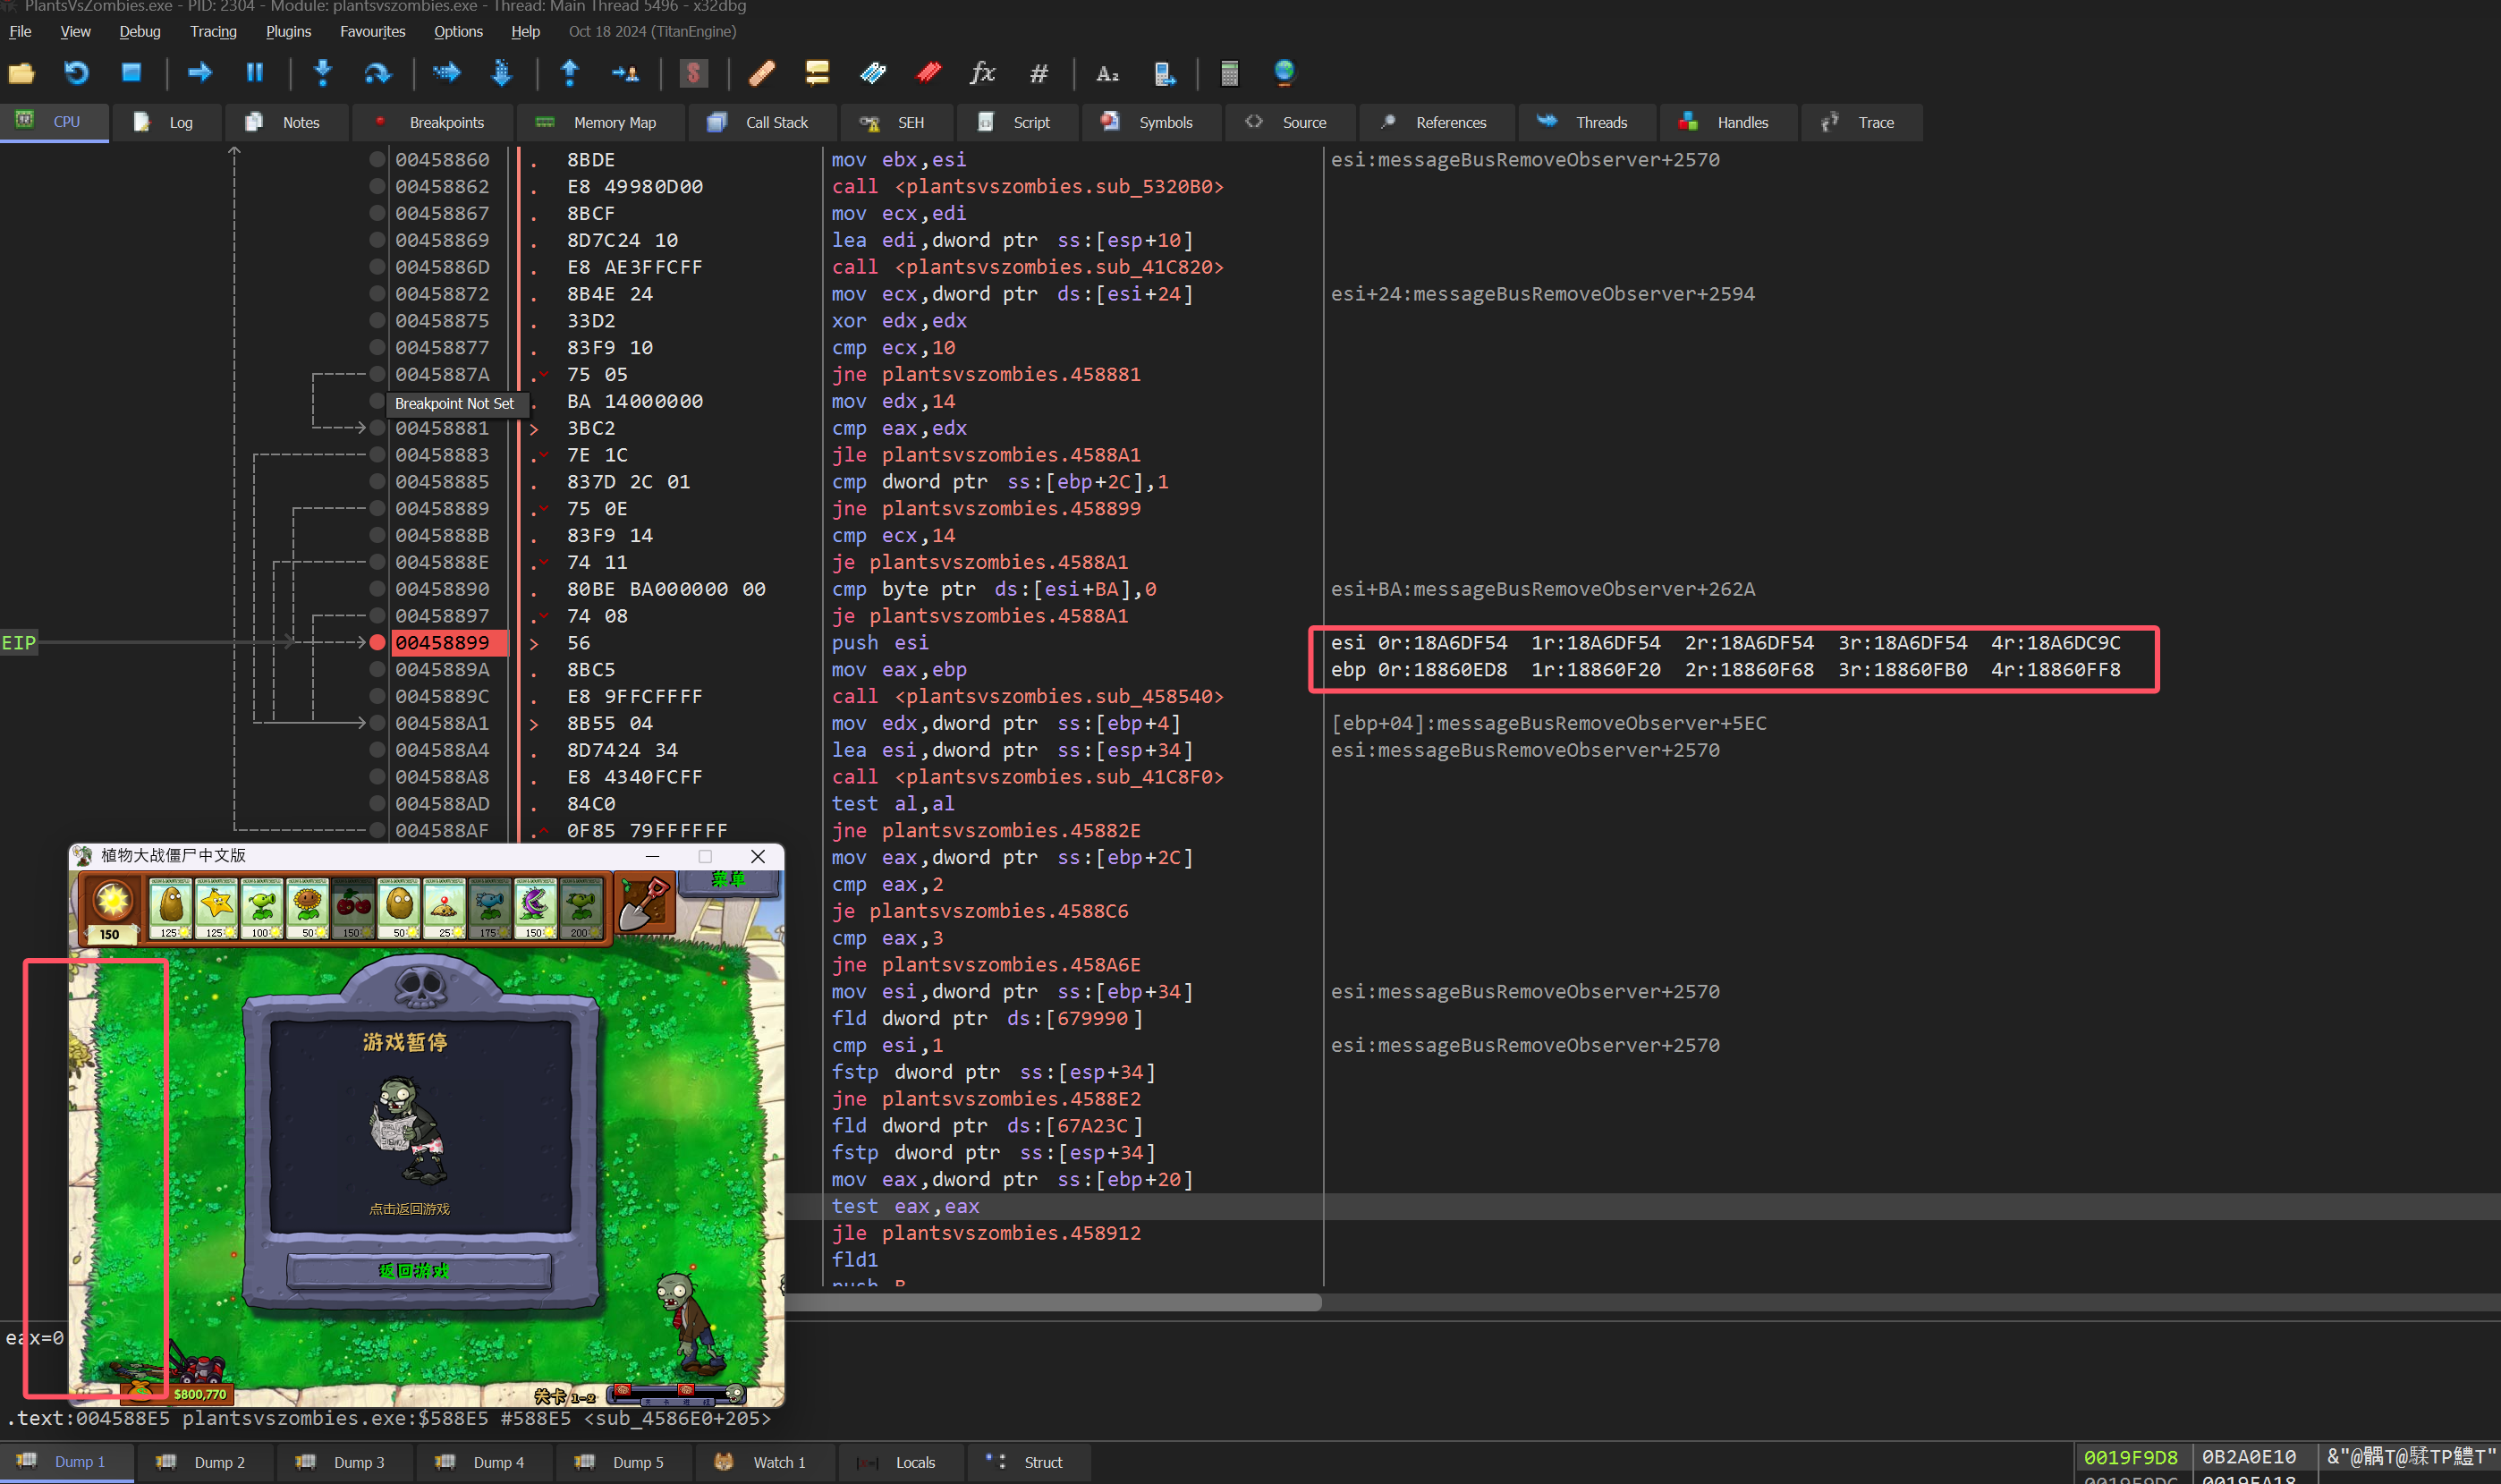 PlantsVsZombies.exe - PID: 2304 - Module: plantsvszombies.exe - Thread: Main Thread 5496 - x32dbg
File View Debug Tracing Plugins Favourites Options Help Oct 18 2024 (TitanEngine)
CPU Log Notes Breakpoints Memory Map Call Stack SEH Script Symbols Source References Threads Handles Trace
00458860 . 8BDE mov ebx,esi esi:messageBusRemoveObserver+2570
00458862 . E8 49980D00 call <plantsvszombies.sub_5320B0>
00458867 . 8BCF mov ecx,edi
00458869 . 8D7C24 10 lea edi,dword ptr ss:[esp+10]
0045886D . E8 AE3FFCFF call <plantsvszombies.sub_41C820>
00458872 . 8B4E 24 mov ecx,dword ptr ds:[esi+24] esi+24:messageBusRemoveObserver+2594
00458875 . 33D2 xor edx,edx
00458877 . 83F9 10 cmp ecx,10
0045887A . 75 05 jne plantsvszombies.458881
Breakpoint Not Set . BA 14000000 mov edx,14
00458881 > 3BC2 cmp eax,edx
00458883 . 7E 1C jle plantsvszombies.4588A1
00458885 . 837D 2C 01 cmp dword ptr ss:[ebp+2C],1
00458889 . 75 0E jne plantsvszombies.458899
0045888B . 83F9 14 cmp ecx,14
0045888E . 74 11 je plantsvszombies.4588A1
00458890 . 80BE BA000000 00 cmp byte ptr ds:[esi+BA],0 esi+BA:messageBusRemoveObserver+262A
00458897 . 74 08 je plantsvszombies.4588A1
EIP 00458899 > 56 push esi esi 0r:18A6DF54 1r:18A6DF54 2r:18A6DF54 3r:18A6DF54 4r:18A6DC9C
0045889A . 8BC5 mov eax,ebp ebp 0r:18860ED8 1r:18860F20 2r:18860F68 3r:18860FB0 4r:18860FF8
0045889C . E8 9FFCFFFF call <plantsvszombies.sub_458540>
004588A1 > 8B55 04 mov edx,dword ptr ss:[ebp+4] [ebp+04]:messageBusRemoveObserver+5EC
004588A4 . 8D7424 34 lea esi,dword ptr ss:[esp+34] esi:messageBusRemoveObserver+2570
004588A8 . E8 4340FCFF call <plantsvszombies.sub_41C8F0>
004588AD . 84C0 test al,al
004588AF . 0F85 79FFFFFF jne plantsvszombies.45882E
mov eax,dword ptr ss:[ebp+2C]
cmp eax,2
je plantsvszombies.4588C6
cmp eax,3
jne plantsvszombies.458A6E
mov esi,dword ptr ss:[ebp+34] esi:messageBusRemoveObserver+2570
fld dword ptr ds:[679990]
cmp esi,1 esi:messageBusRemoveObserver+2570
fstp dword ptr ss:[esp+34]
jne plantsvszombies.4588E2
fld dword ptr ds:[67A23C]
fstp dword ptr ss:[esp+34]
mov eax,dword ptr ss:[ebp+20]
test eax,eax
jle plantsvszombies.458912
fld1
植物大战僵尸中文版
菜单
150 125 125 100 50 150 50 25 175 150 200
游戏暂停
点击返回游戏
返回游戏
$800,770 关卡 1-2
eax=0
.text:004588E5 plantsvszombies.exe:$588E5 #588E5 <sub_4586E0+205>
Dump 1 Dump 2 Dump 3 Dump 4 Dump 5 Watch 1 Locals Struct
0019F9D8 0B2A0E10